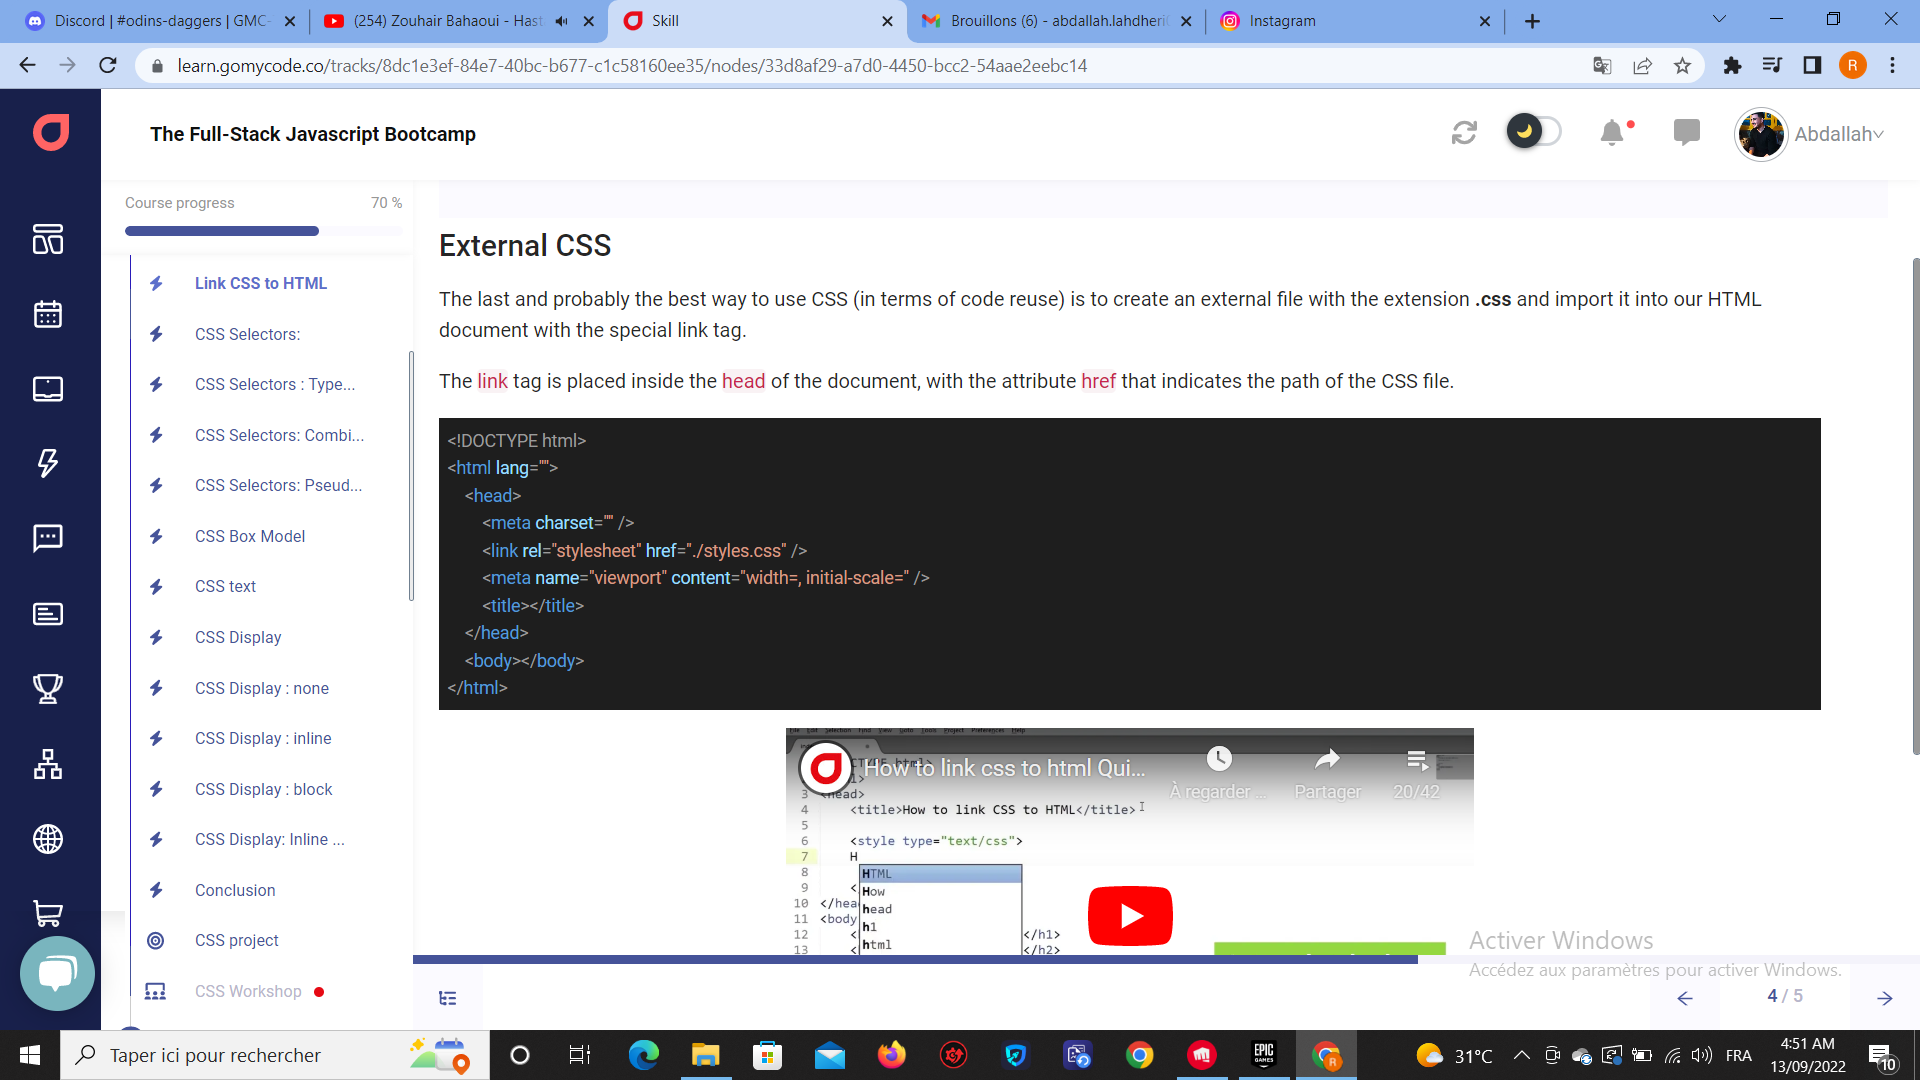 Discord | #odins-daggers | GMC-
(254) Zouhair Bahaoui - Hast
Skill
Brouillons (6) - abdallah.lahdheri
Instagram
learn.gomycode.co/tracks/8dc1e3ef-84e7-40bc-b677-c1c58160ee35/nodes/33d8af29-a7d0-4450-bcc2-54aae2eebc14
R
The Full-Stack Javascript Bootcamp
Abdallah
Course progress
70 %
Link CSS to HTML
CSS Selectors:
CSS Selectors : Type...
CSS Selectors: Combi...
CSS Selectors: Pseud...
CSS Box Model
CSS text
CSS Display
CSS Display : none
CSS Display : inline
CSS Display : block
CSS Display: Inline ...
Conclusion
CSS project
CSS Workshop
External CSS
The last and probably the best way to use CSS (in terms of code reuse) is to create an external file with the extension .css and import it into our HTML
document with the special link tag.
The link tag is placed inside the head of the document, with the attribute href that indicates the path of the CSS file.
<!DOCTYPE html>
<html lang="">
<head>
<meta charset="" />
<link rel="stylesheet" href="./styles.css" />
<meta name="viewport" content="width=, initial-scale=" />
<title></title>
</head>
<body></body>
</html>
File Edit Selection Find View Goto Tools Project Preferences Help
How to link css to html Qui...
À regarder ...
Partager
20/42
3 <head>
4 <title>How to link CSS to HTML</title>
5
6 <style type="text/css">
7 H
8 HTML
9 < How
10 </hea head
11 <body h1
12 < html </h1>
13 < </h2>
Activer Windows
Accédez aux paramètres pour activer Windows.
4 / 5
Taper ici pour rechercher
EPIC
GAMES
R
31°C
FRA
4:51 AM
13/09/2022
10